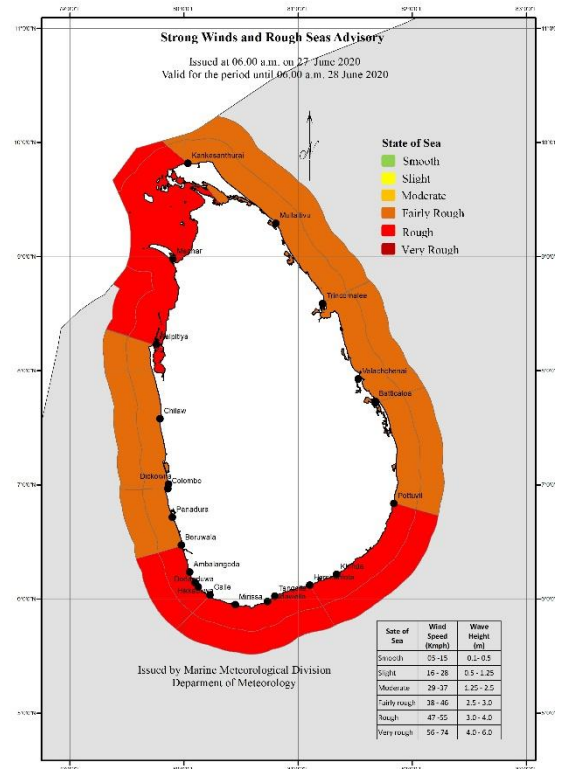 Strong Winds and Rough Seas Advisory
Issued at 06.00 a.m. on 27 June 2020
Valid for the period until 06.00 a.m. 28 June 2020
State of Sea
Smooth
Slight
Moderate
Fairly Rough
Rough
Very Rough
Kankesanthurai
Mullaitivu
Mannar
Trincomalee
Kalpitiya
Valachchenai
Batticaloa
Chilaw
Colombo
Pottuvil
Panadura
Beruwala
Ambalangoda
Galle
Mirissa
Issued by Marine Meteorological Division
Deparment of Meteorology
State of Sea Wind Speed (Kmph) Wave Height (m)
Smooth 05 -15 0.1- 0.5
Slight 16 - 28 0.5 - 1.25
Moderate 29 -37 1.25 - 2.5
Fairly rough 38 - 46 2.5 - 3.0
Rough 47 -55 3.0 - 4.0
Very rough 56 - 74 4.0 - 6.0